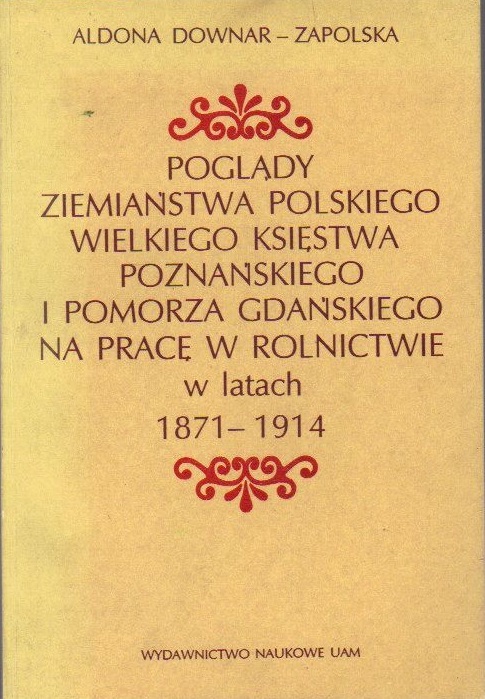 ALDONA DOWNAR – ZAPOLSKA
POGLĄDY
ZIEMIAŃSTWA POLSKIEGO
WIELKIEGO KSIĘSTWA
POZNAŃSKIEGO
I POMORZA GDAŃSKIEGO
NA PRACĘ W ROLNICTWIE
w latach
1871– 1914
WYDAWNICTWO NAUKOWE UAM